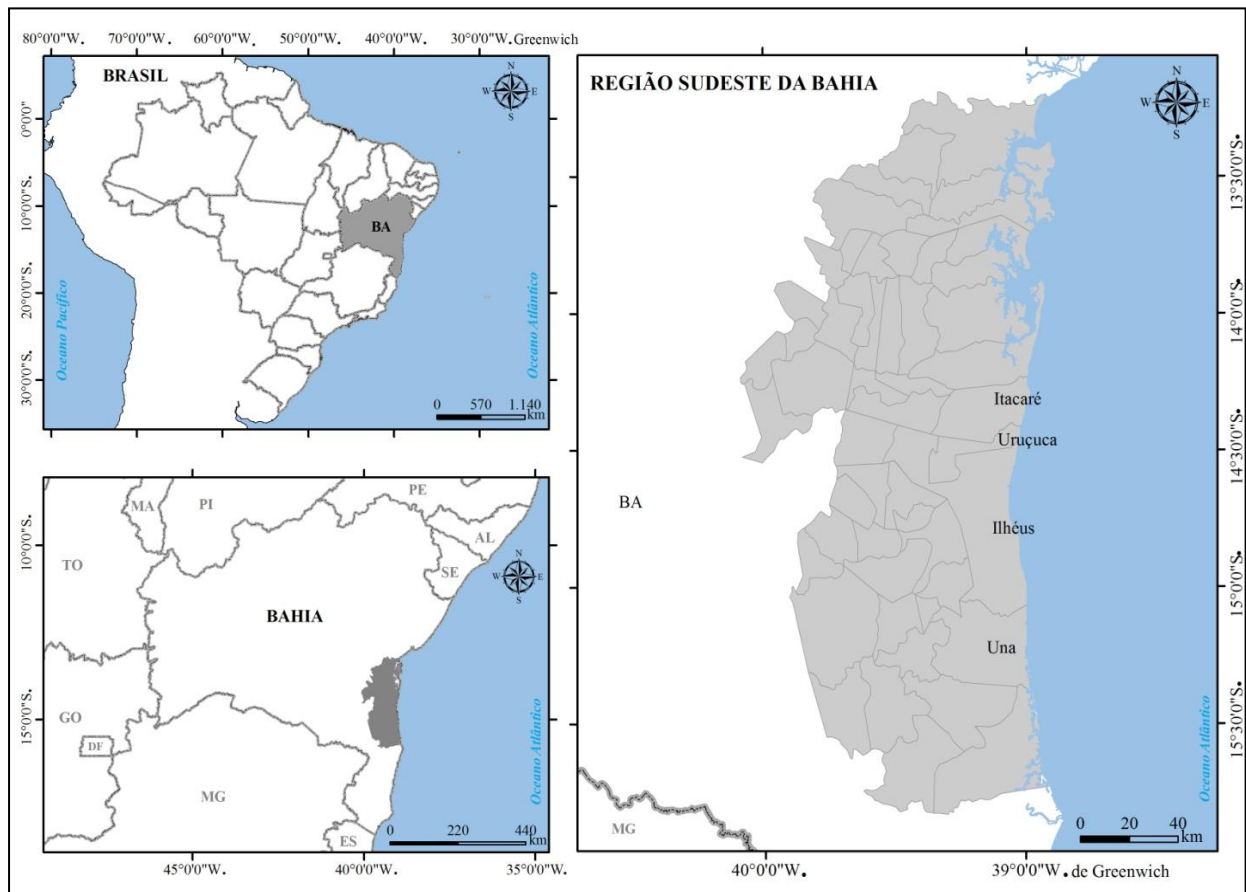 80°0'0"W. 70°0'0"W. 60°0'0"W. 50°0'0"W. 40°0'0"W. 30°0'0"W. Greenwich
BRASIL
N
W E
S
0°0'0"
10°0'0"S.
20°0'0"S.
30°0'0"S.
BA
Oceano Pacífico
Oceano Atlântico
0 570 1.140
km
MA
PI
PE
AL
SE
TO
BAHIA
N
W E
S
10°0'0"S.
15°0'0"S.
GO
DF
MG
ES
Oceano Atlântico
0 220 440
km
45°0'0"W. 40°0'0"W. 35°0'0"W.
REGIÃO SUDESTE DA BAHIA
N
W E
S
13°30'0"S.
14°0'0"S.
14°30'0"S.
15°0'0"S.
15°30'0"S.
Itacaré
Uruçuca
BA
Ilhéus
Una
Oceano Atlântico
MG
0 20 40
km
40°0'0"W. 39°0'0"W. de Greenwich